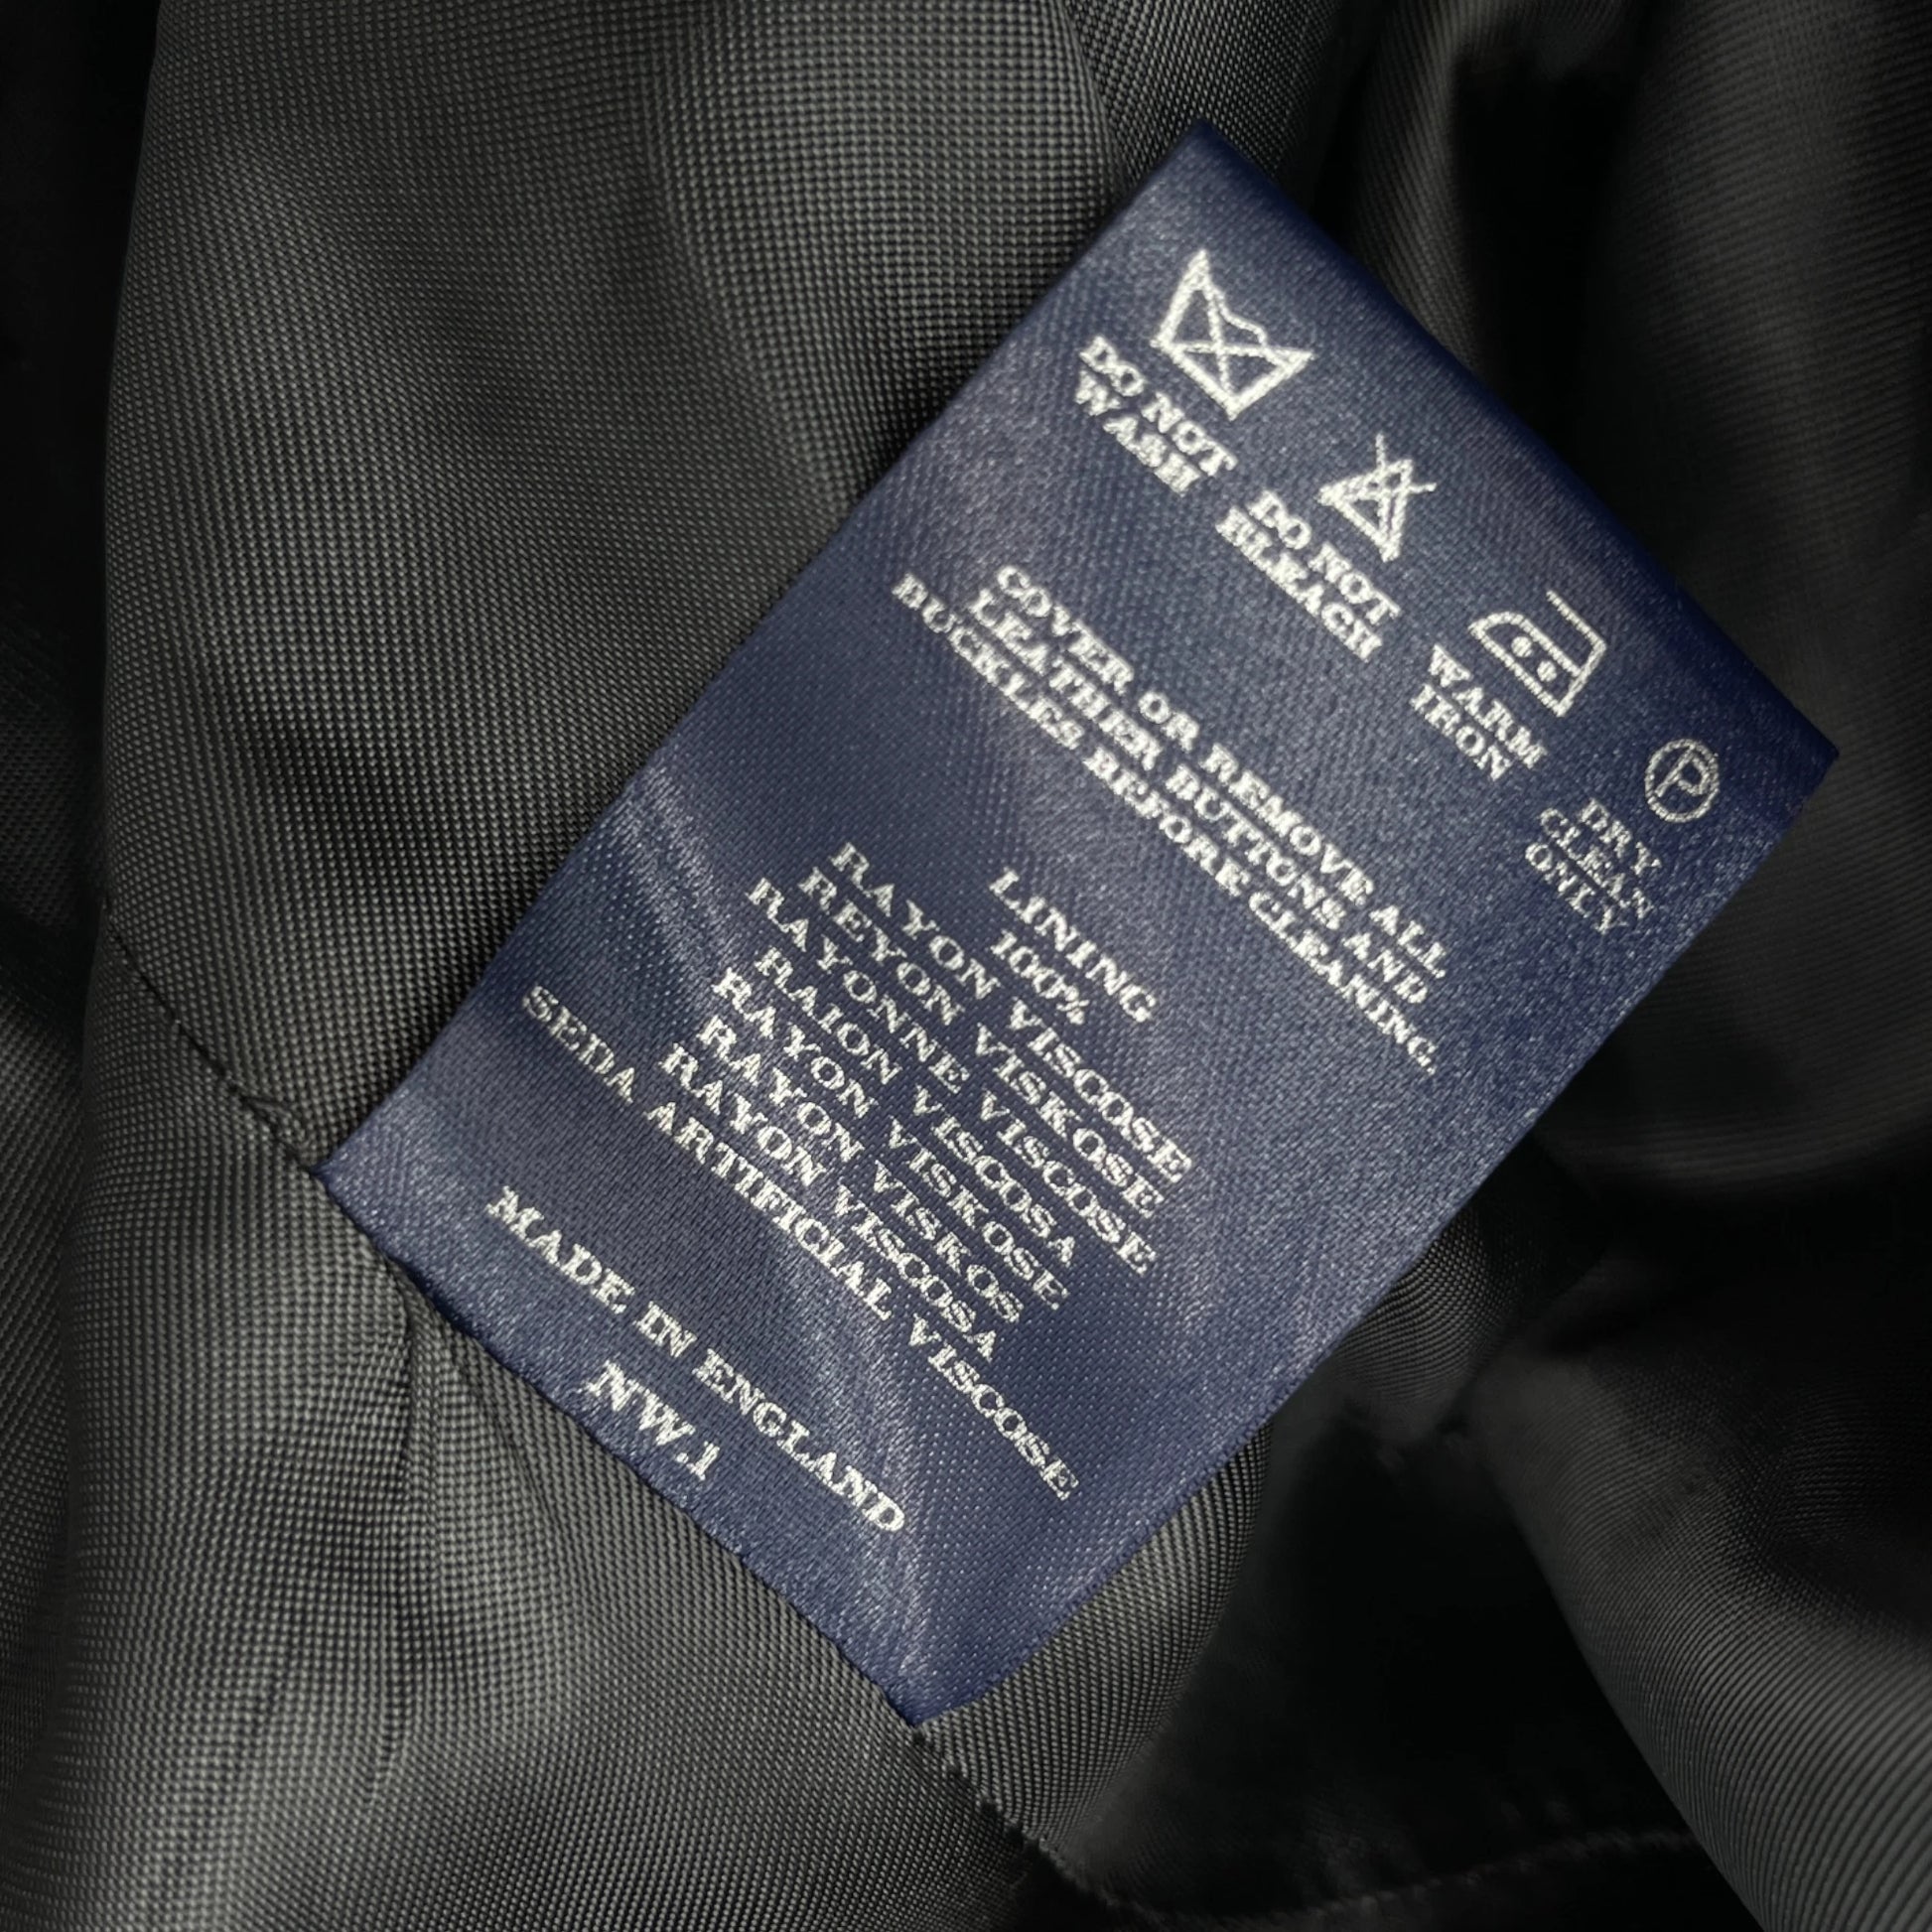 DO NOT
WASH
DO NOT
BLEACH
WARM
IRON
P
DRY
CLEAN
ONLY
COVER OR REMOVE ALL
LEATHER BUTTONS AND
BUCKLES BEFORE CLEANING.
LINING
100%
RAYON VISCOSE
REYON VISKOSE
RAYONNE VISCOSE
RAION VISCOSA
RAYON VISKOSE
RAYON VISKOS
RAYON VISCOSA
SEDA ARTIFICIAL VISCOSE
MADE IN ENGLAND
NW.1